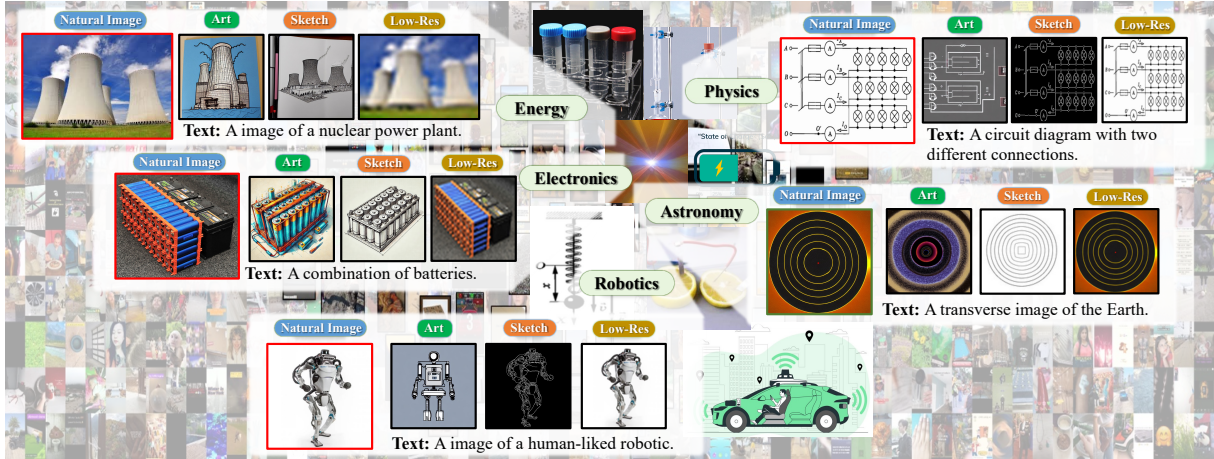 Natural Image
Art
Sketch
Low-Res
Text: A image of a nuclear power plant.
Energy
Physics
Natural Image
Art
Sketch
Low-Res
Text: A circuit diagram with two
different connections.
Natural Image
Art
Sketch
Low-Res
Text: A combination of batteries.
Electronics
"State of
Astronomy
Natural Image
Art
Sketch
Low-Res
Text: A transverse image of the Earth.
Robotics
Natural Image
Art
Sketch
Low-Res
Text: A image of a human-liked robotic.